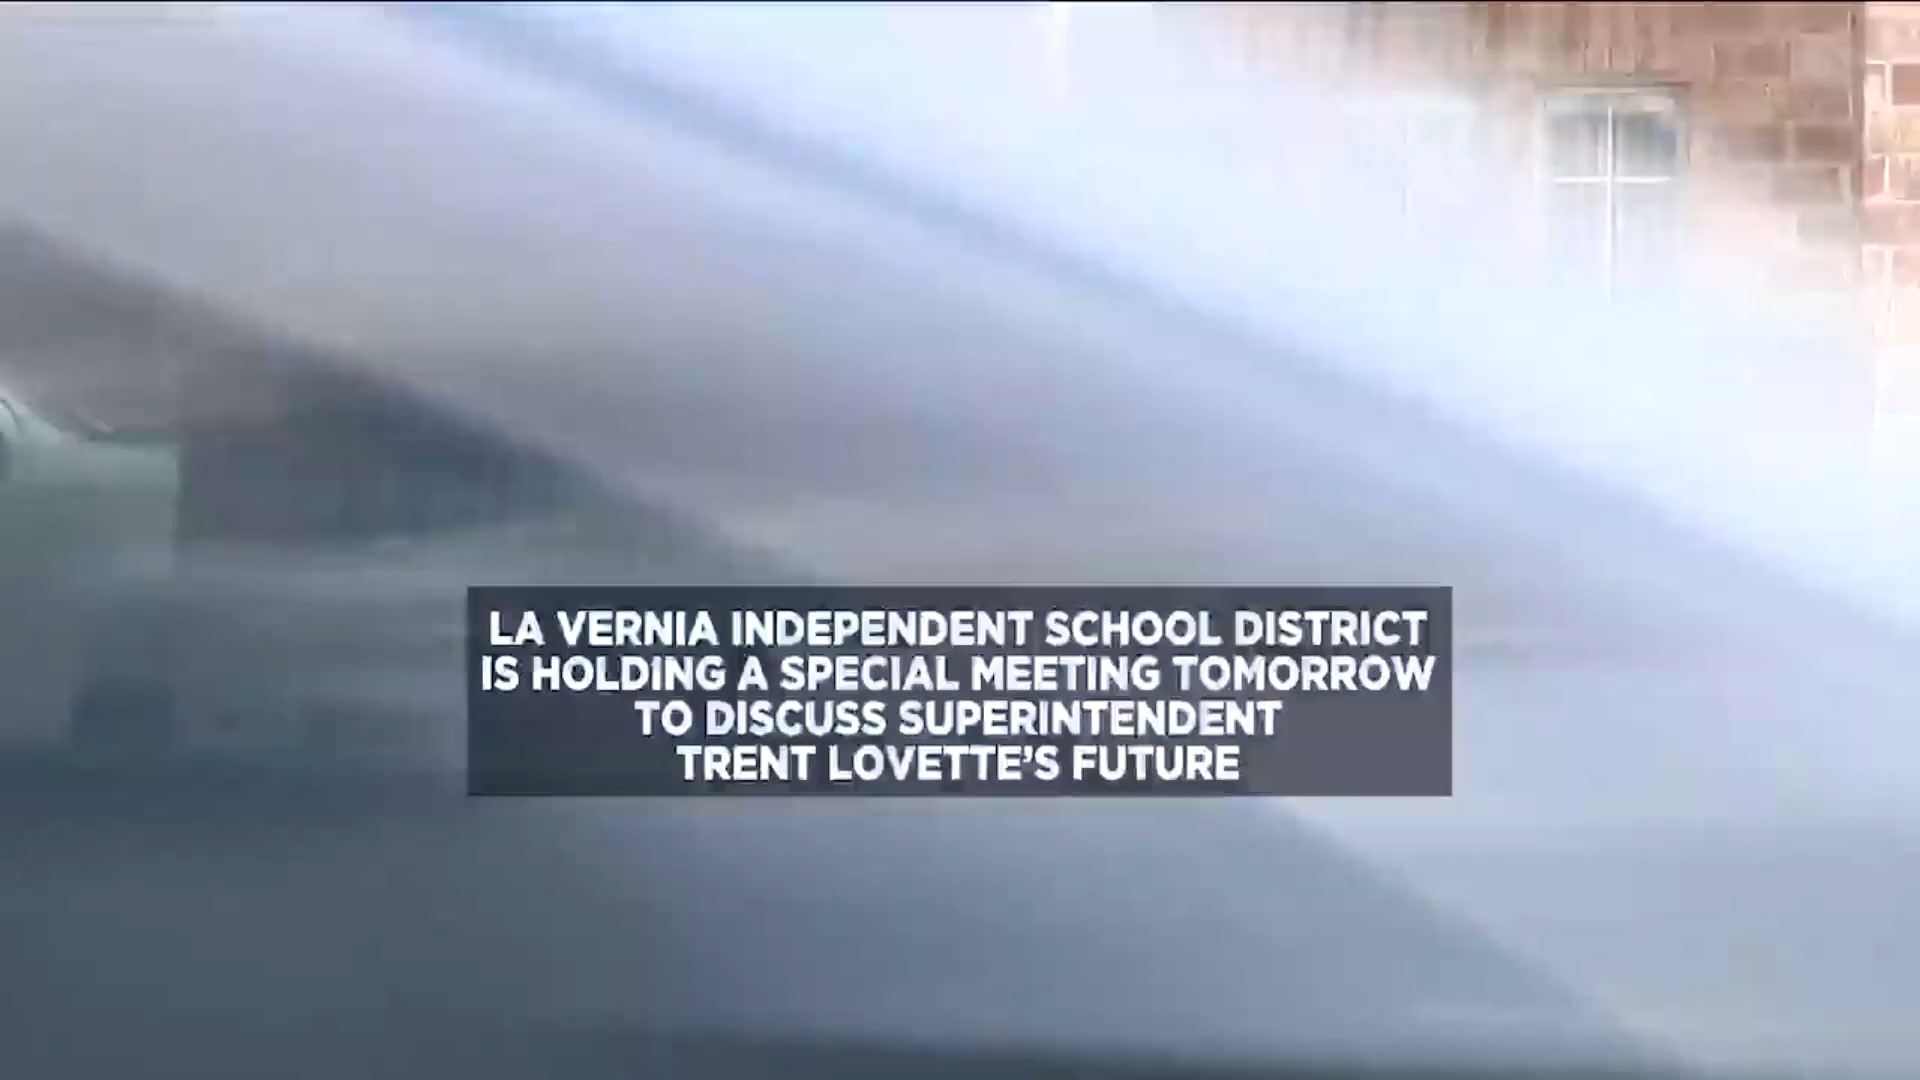 LA VERNIA INDEPENDENT SCHOOL DISTRICT
IS HOLDING A SPECIAL MEETING TOMORROW
TO DISCUSS SUPERINTENDENT
TRENT LOVETTE’S FUTURE